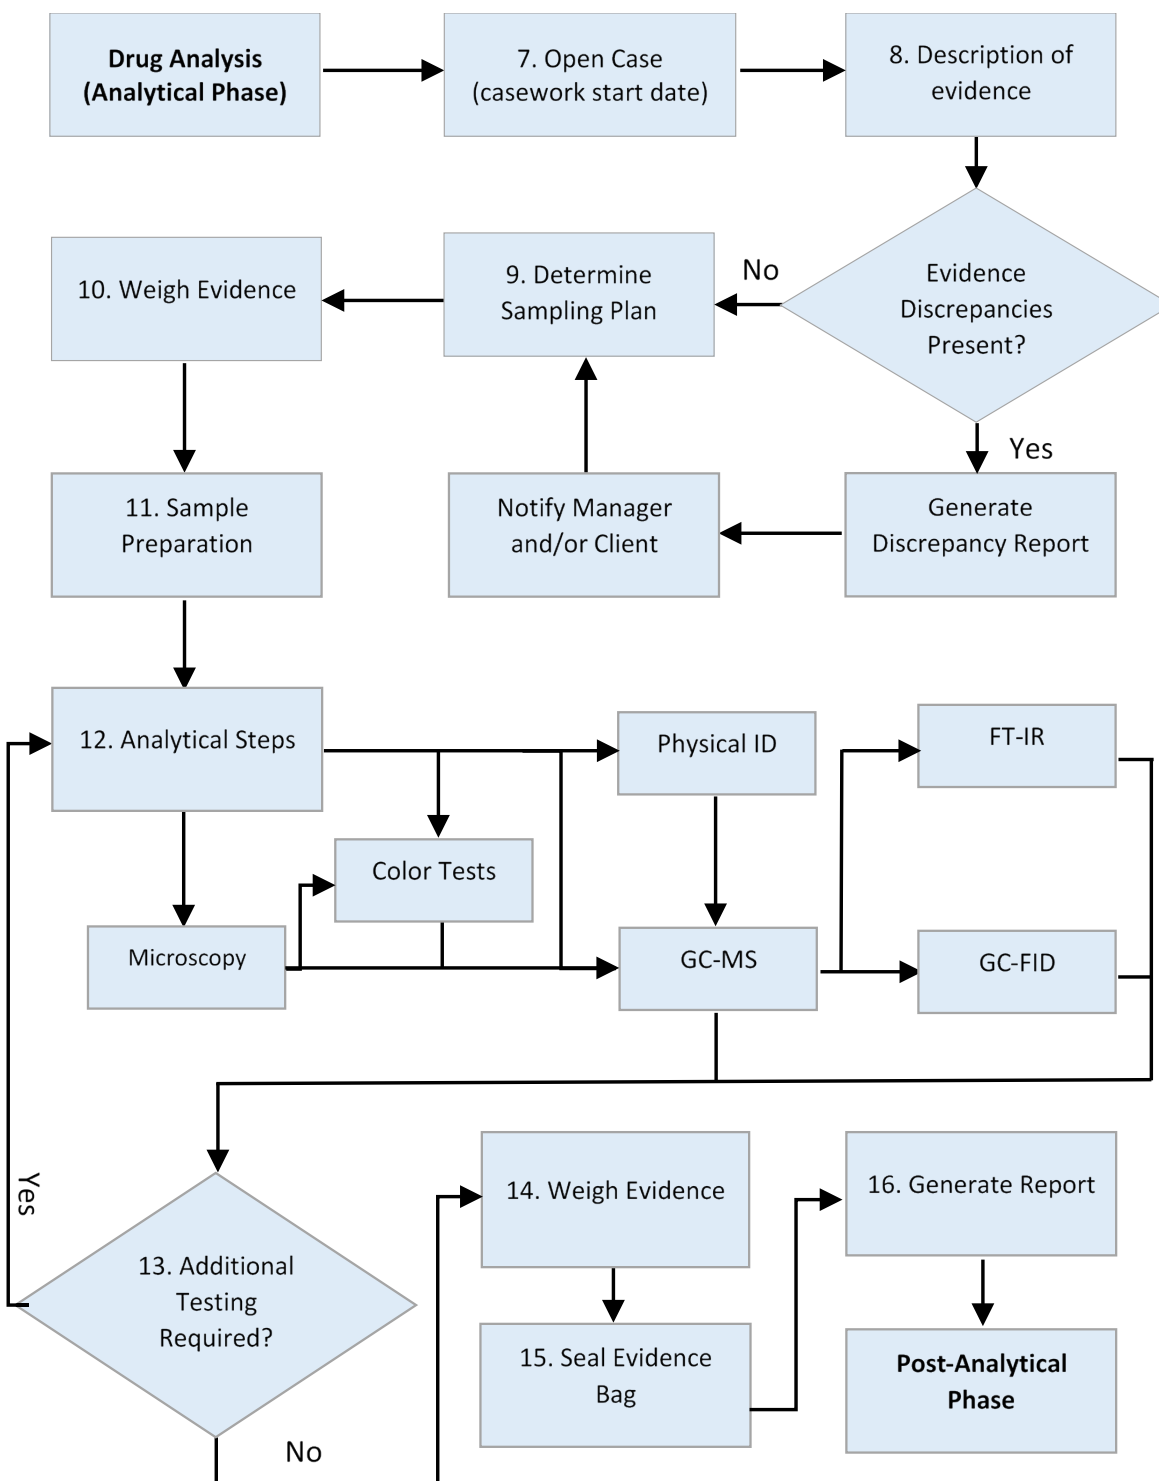 Drug Analysis
(Analytical Phase)
7. Open Case
(casework start date)
8. Description of
evidence
10. Weigh Evidence
9. Determine
Sampling Plan
No
Evidence
Discrepancies
Present?
Yes
11. Sample
Preparation
Notify Manager
and/or Client
Generate
Discrepancy Report
12. Analytical Steps
Physical ID
FT-IR
Color Tests
Microscopy
GC-MS
GC-FID
Yes
13. Additional
Testing
Required?
No
14. Weigh Evidence
15. Seal Evidence
Bag
16. Generate Report
Post-Analytical
Phase